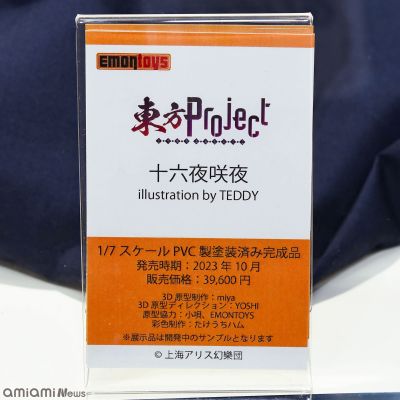 EMONTOYS
東方Project
十六夜咲夜
illustration by TEDDY
1/7 スケール PVC 製塗装済み完成品
発売時期：2023 年 10 月
販売価格：39,600 円
3D 原型制作：miya
3D 原型ディレクション：YOSHI
原型協力：小唄、EMONTOYS
彩色制作：たけうちハム
※展示品は開発中のサンプルとなります
© 上海アリス幻樂団
amiami News